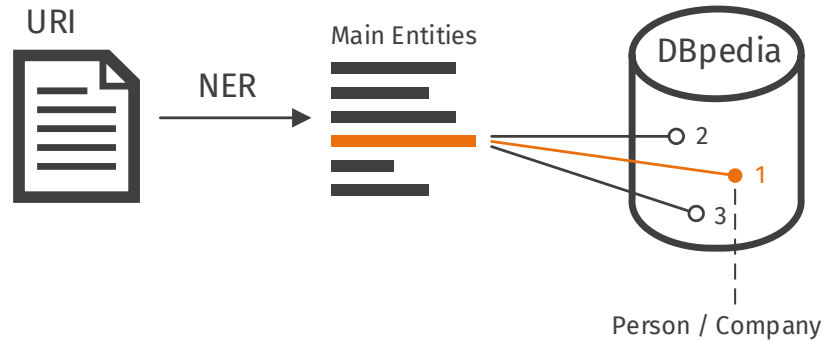 URI
NER
Main Entities
DBpedia
2
1
3
Person / Company